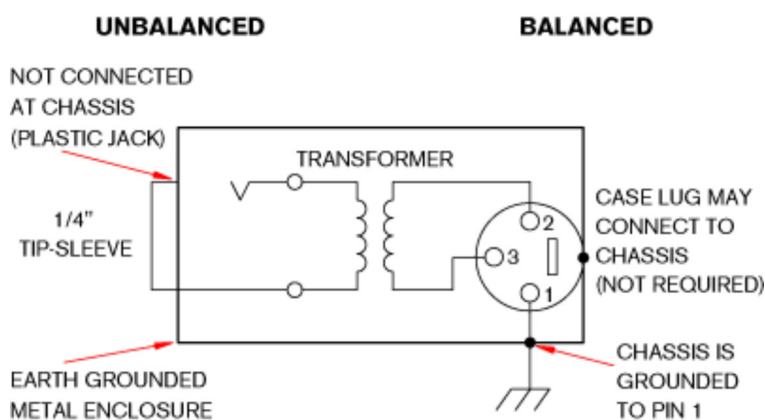 UNBALANCED
BALANCED
NOT CONNECTED
AT CHASSIS
(PLASTIC JACK)
TRANSFORMER
1/4"
TIP-SLEEVE
2
3
1
CASE LUG MAY
CONNECT TO
CHASSIS
(NOT REQUIRED)
EARTH GROUNDED
METAL ENCLOSURE
CHASSIS IS
GROUNDED
TO PIN 1